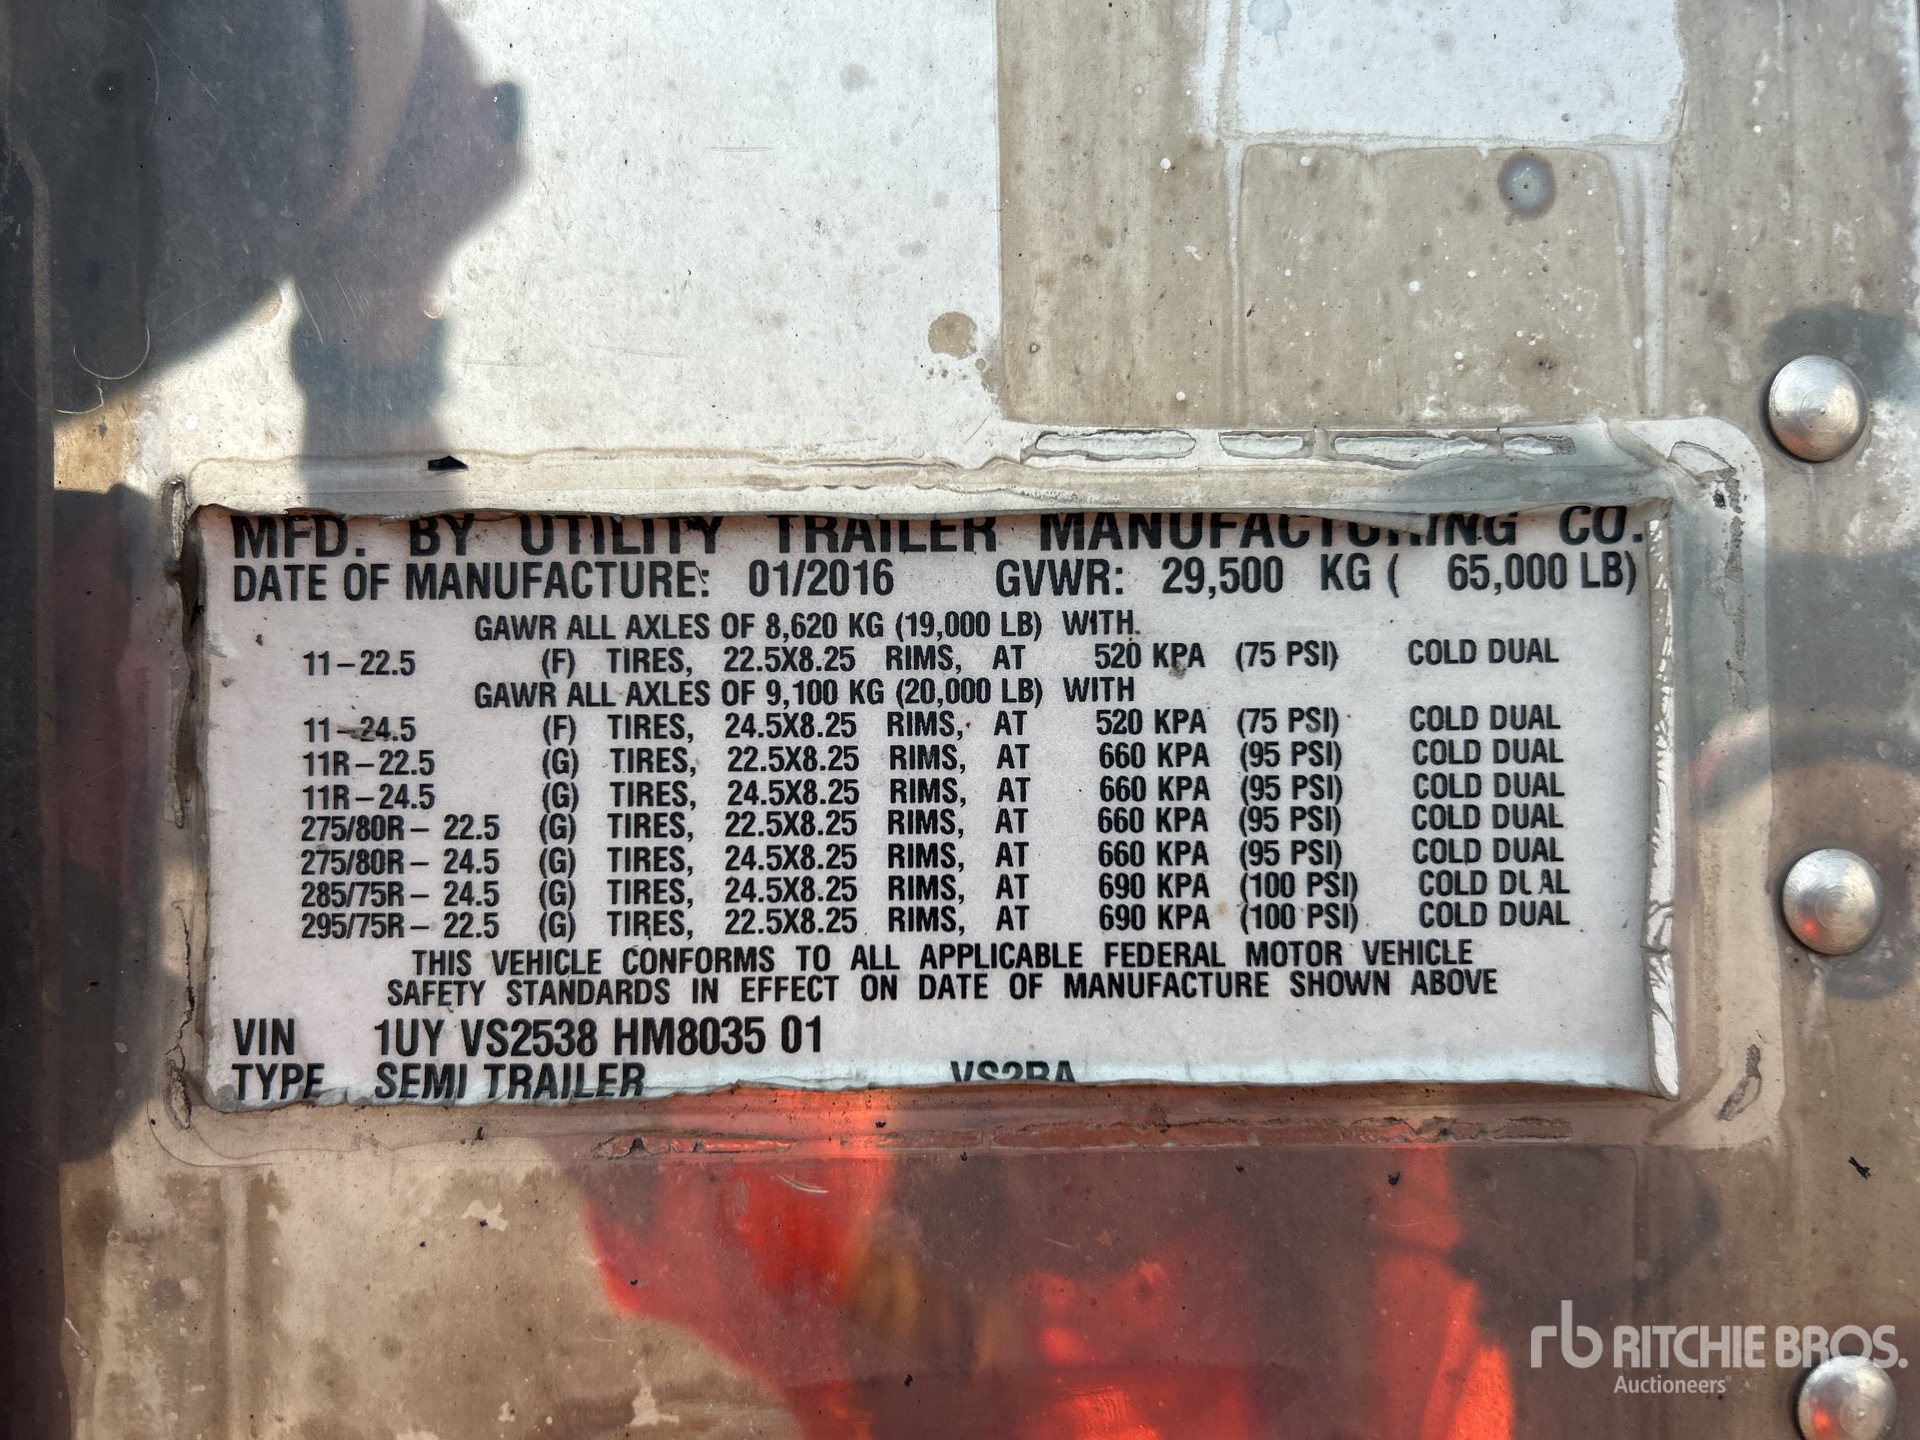 MFD. BY UTILITY TRAILER MANUFACTURING CO.
DATE OF MANUFACTURE: 01/2016 GVWR: 29,500 KG ( 65,000 LB)
GAWR ALL AXLES OF 8,620 KG (19,000 LB) WITH
11-22.5 (F) TIRES, 22.5X8.25 RIMS, AT 520 KPA (75 PSI) COLD DUAL
GAWR ALL AXLES OF 9,100 KG (20,000 LB) WITH
11-24.5 (F) TIRES, 24.5X8.25 RIMS, AT 520 KPA (75 PSI) COLD DUAL
11R-22.5 (G) TIRES, 22.5X8.25 RIMS, AT 660 KPA (95 PSI) COLD DUAL
11R-24.5 (G) TIRES, 24.5X8.25 RIMS, AT 660 KPA (95 PSI) COLD DUAL
275/80R- 22.5 (G) TIRES, 22.5X8.25 RIMS, AT 660 KPA (95 PSI) COLD DUAL
275/80R- 24.5 (G) TIRES, 24.5X8.25 RIMS, AT 660 KPA (95 PSI) COLD DUAL
285/75R- 24.5 (G) TIRES, 24.5X8.25 RIMS, AT 690 KPA (100 PSI) COLD DUAL
295/75R- 22.5 (G) TIRES, 22.5X8.25 RIMS, AT 690 KPA (100 PSI) COLD DUAL
THIS VEHICLE CONFORMS TO ALL APPLICABLE FEDERAL MOTOR VEHICLE
SAFETY STANDARDS IN EFFECT ON DATE OF MANUFACTURE SHOWN ABOVE
VIN 1UY VS2538 HM8035 01
TYPE SEMI TRAILER VS2RA
rb RITCHIE BROS.
Auctioneers